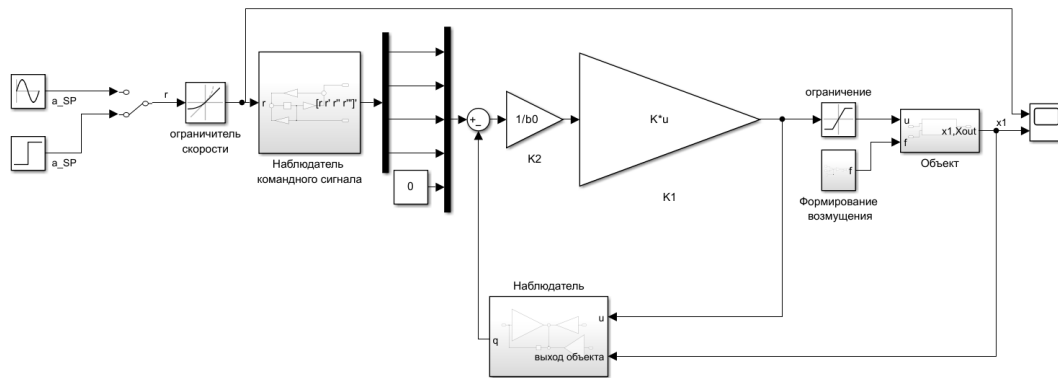 a_SP
a_SP
r
ограничитель
скорости
r
[r r' r'' r''']'
Наблюдатель
командного сигнала
0
+
-
1/b0
K2
K*u
K1
ограничение
u
f
x1,Xout
Объект
x1
f
Формирование
возмущения
Наблюдатель
u
q
выход объекта